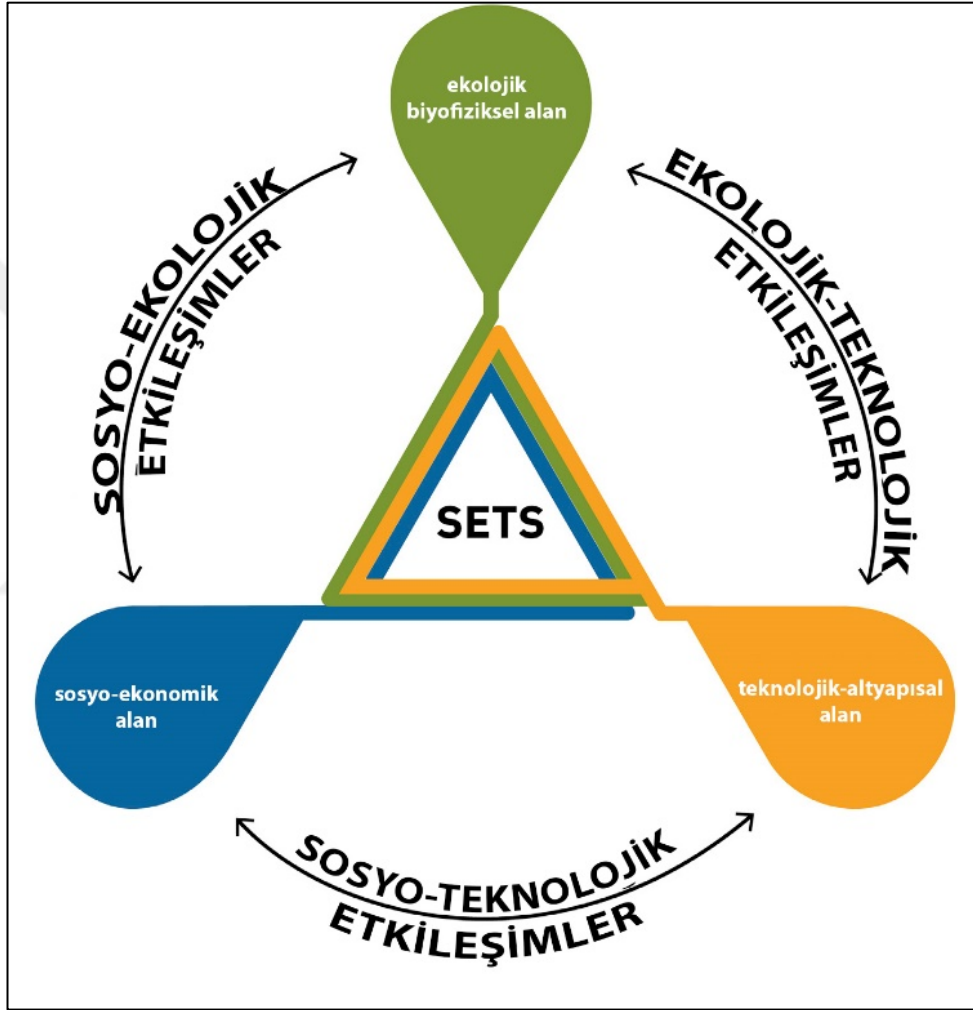 ekolojik
biyofiziksel alan
SOSYO-EKOLOJİK
ETKİLEŞİMLER
EKOLOJİK-TEKNOLOJİK
ETKİLEŞİMLER
SETS
sosyo-ekonomik
alan
teknolojik-altyapısal
alan
SOSYO-TEKNOLOJİK
ETKİLEŞİMLER